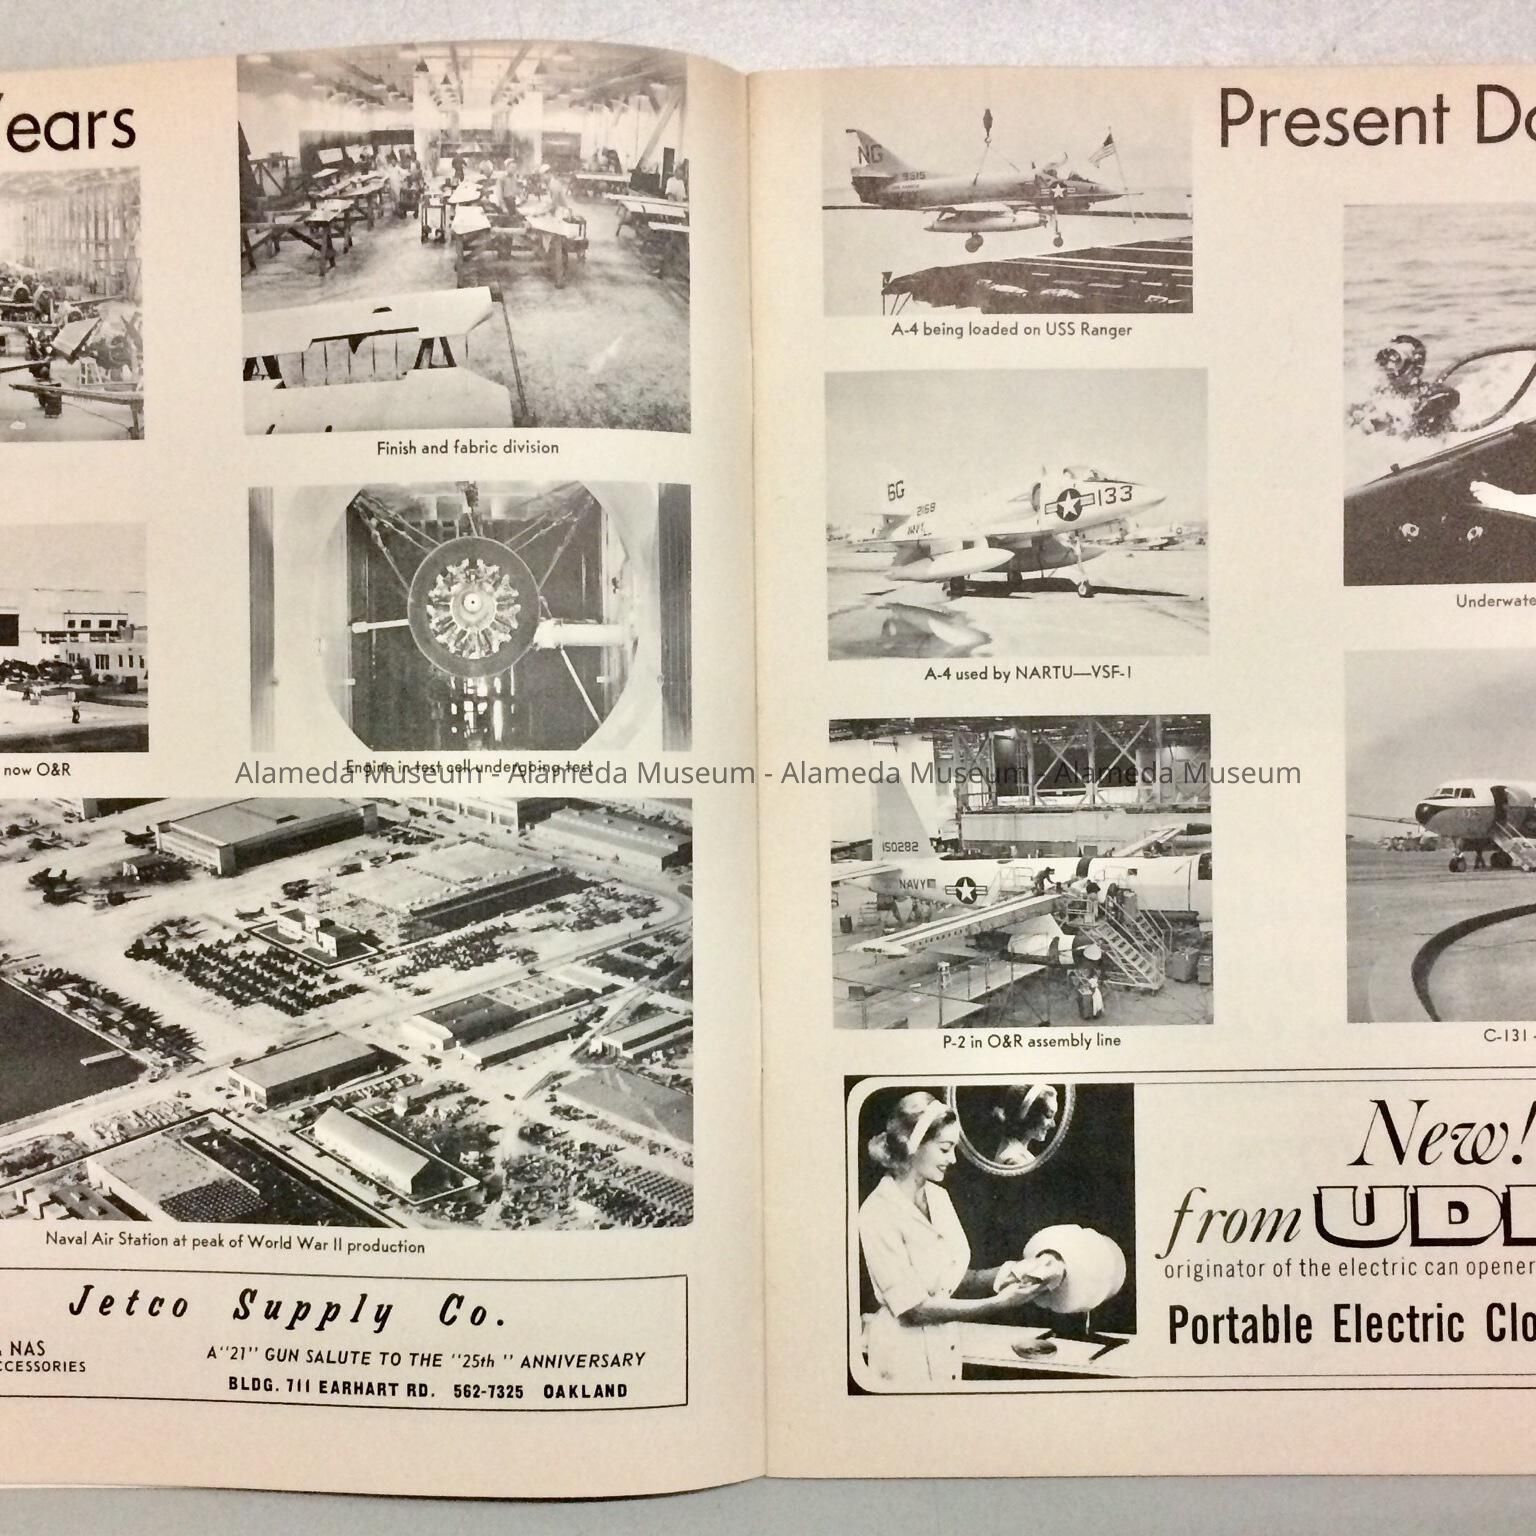 ears
Finish and fabric division
now O&R
Engine in test cell undergoing test
Naval Air Station at peak of World War II production
Jetco Supply Co.
NAS
CCESSORIES
A "21" GUN SALUTE TO THE "25th" ANNIVERSARY
BLDG. 711 EARHART RD. 562-7325 OAKLAND
Present Da
NG
9515
A-4 being loaded on USS Ranger
6G
2168
NAVY
133
A-4 used by NARTU—VSF-1
150282
NAVY
P-2 in O&R assembly line
Underwate
C-131 -
New!
from UDI
originator of the electric can opener
Portable Electric Clo
Alameda Museum - Alameda Museum - Alameda Museum - Alameda Museum